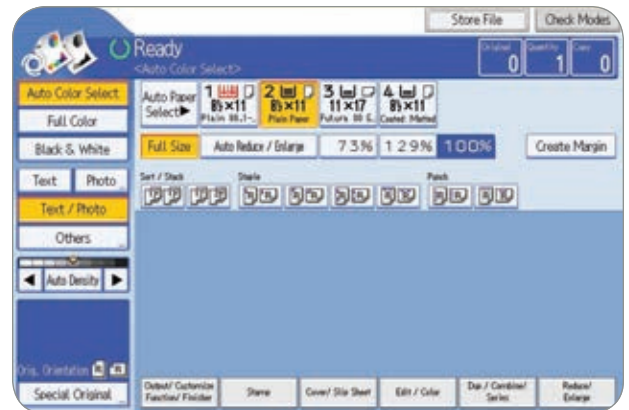 Store File Check Modes
Ready
<Auto Color Select>
Original Quantity Copy
0 1 0
Auto Color Select
Full Color
Black & White
Text Photo
Text / Photo
Others
Auto Density
Orig. Orientation
Special Original
Auto Paper Select▶
1 8½×11 Plain
2 8½×11 Plain Paper
3 11×17
4 8½×11 Coated: Matted
Full Size Auto Reduce / Enlarge 73% 129% 100% Create Margin
Sort / Stack Staple Punch
Output/ Customize Function/ Finisher
Stamp
Cover/ Slip Sheet
Edit / Color
Dup./ Combine/ Series
Reduce/ Enlarge